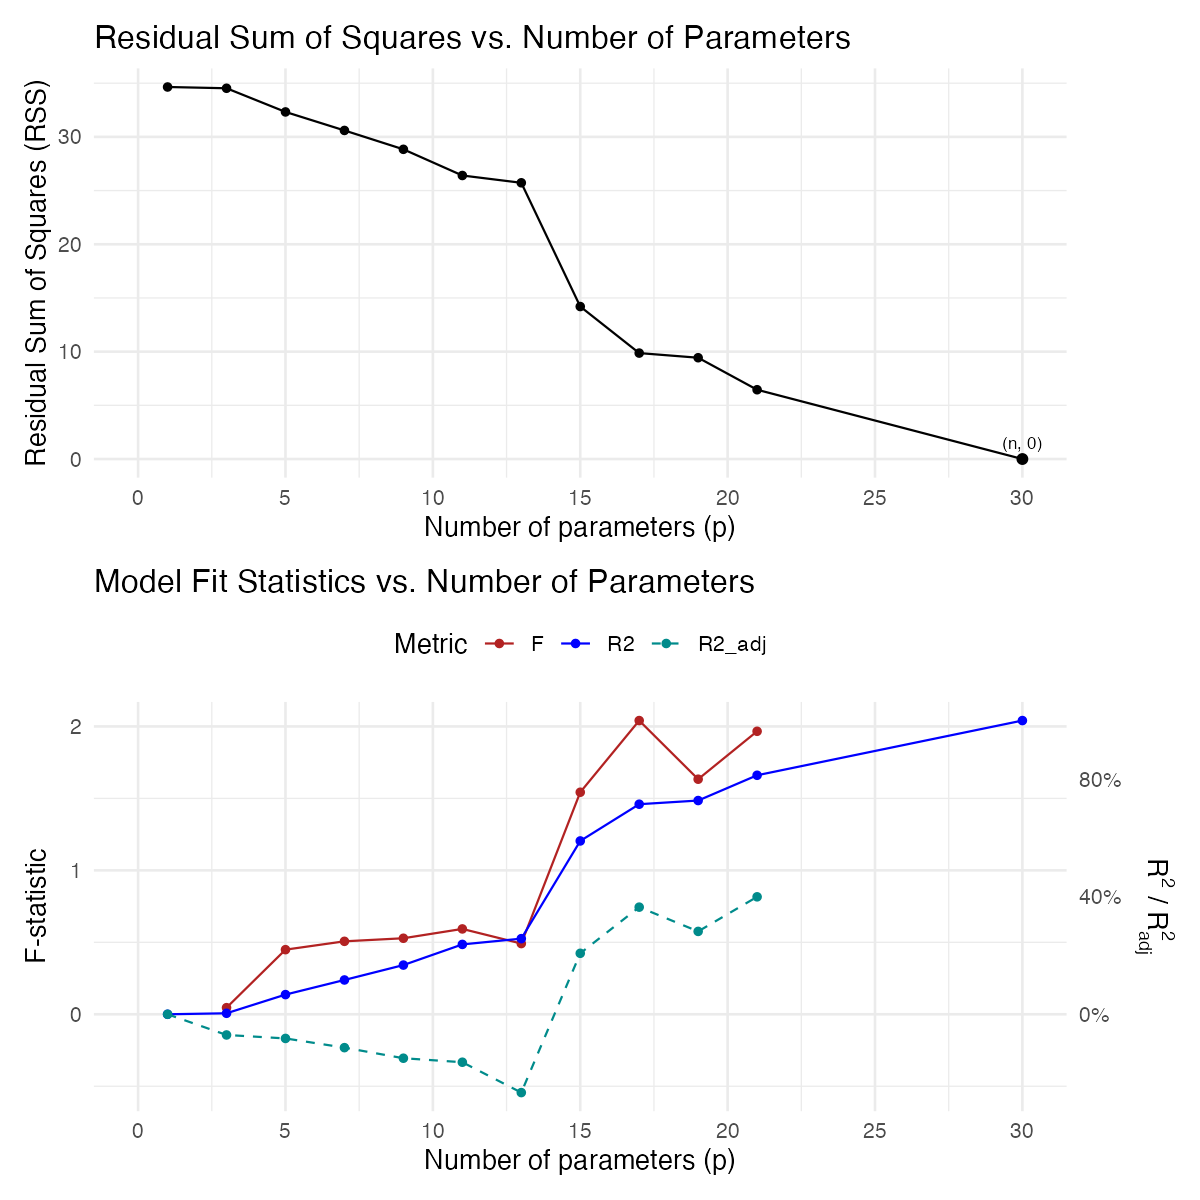 Residual Sum of Squares vs. Number of Parameters
Residual Sum of Squares (RSS)
30
20
10
0
(n, 0)
0 5 10 15 20 25 30
Number of parameters (p)
Model Fit Statistics vs. Number of Parameters
Metric F R2 R2_adj
F-statistic
2
1
0
80%
40%
0%
R² / R²adj
0 5 10 15 20 25 30
Number of parameters (p)